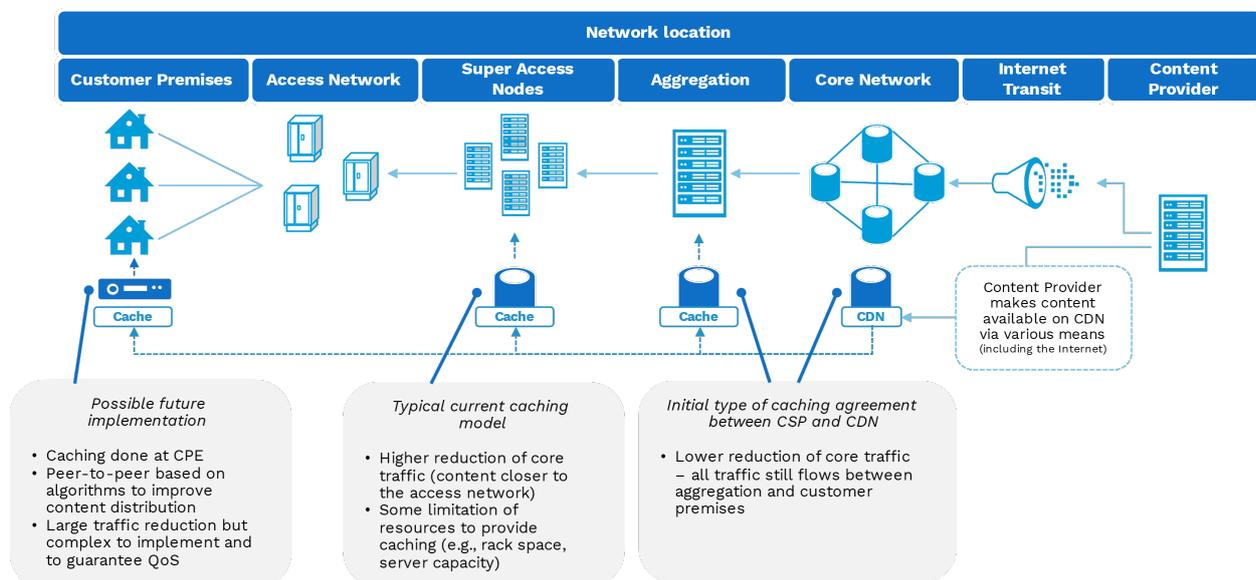 Network location
Customer Premises
Access Network
Super Access
Nodes
Aggregation
Core Network
Internet
Transit
Content
Provider
Cache
Cache
Cache
CDN
Content Provider
makes content
available on CDN
via various means
(including the Internet)
Possible future
implementation
• Caching done at CPE
• Peer-to-peer based on
algorithms to improve
content distribution
• Large traffic reduction but
complex to implement and
to guarantee QoS
Typical current caching
model
• Higher reduction of core
traffic (content closer to
the access network)
• Some limitation of
resources to provide
caching (e.g., rack space,
server capacity)
Initial type of caching agreement
between CSP and CDN
• Lower reduction of core traffic
– all traffic still flows between
aggregation and customer
premises